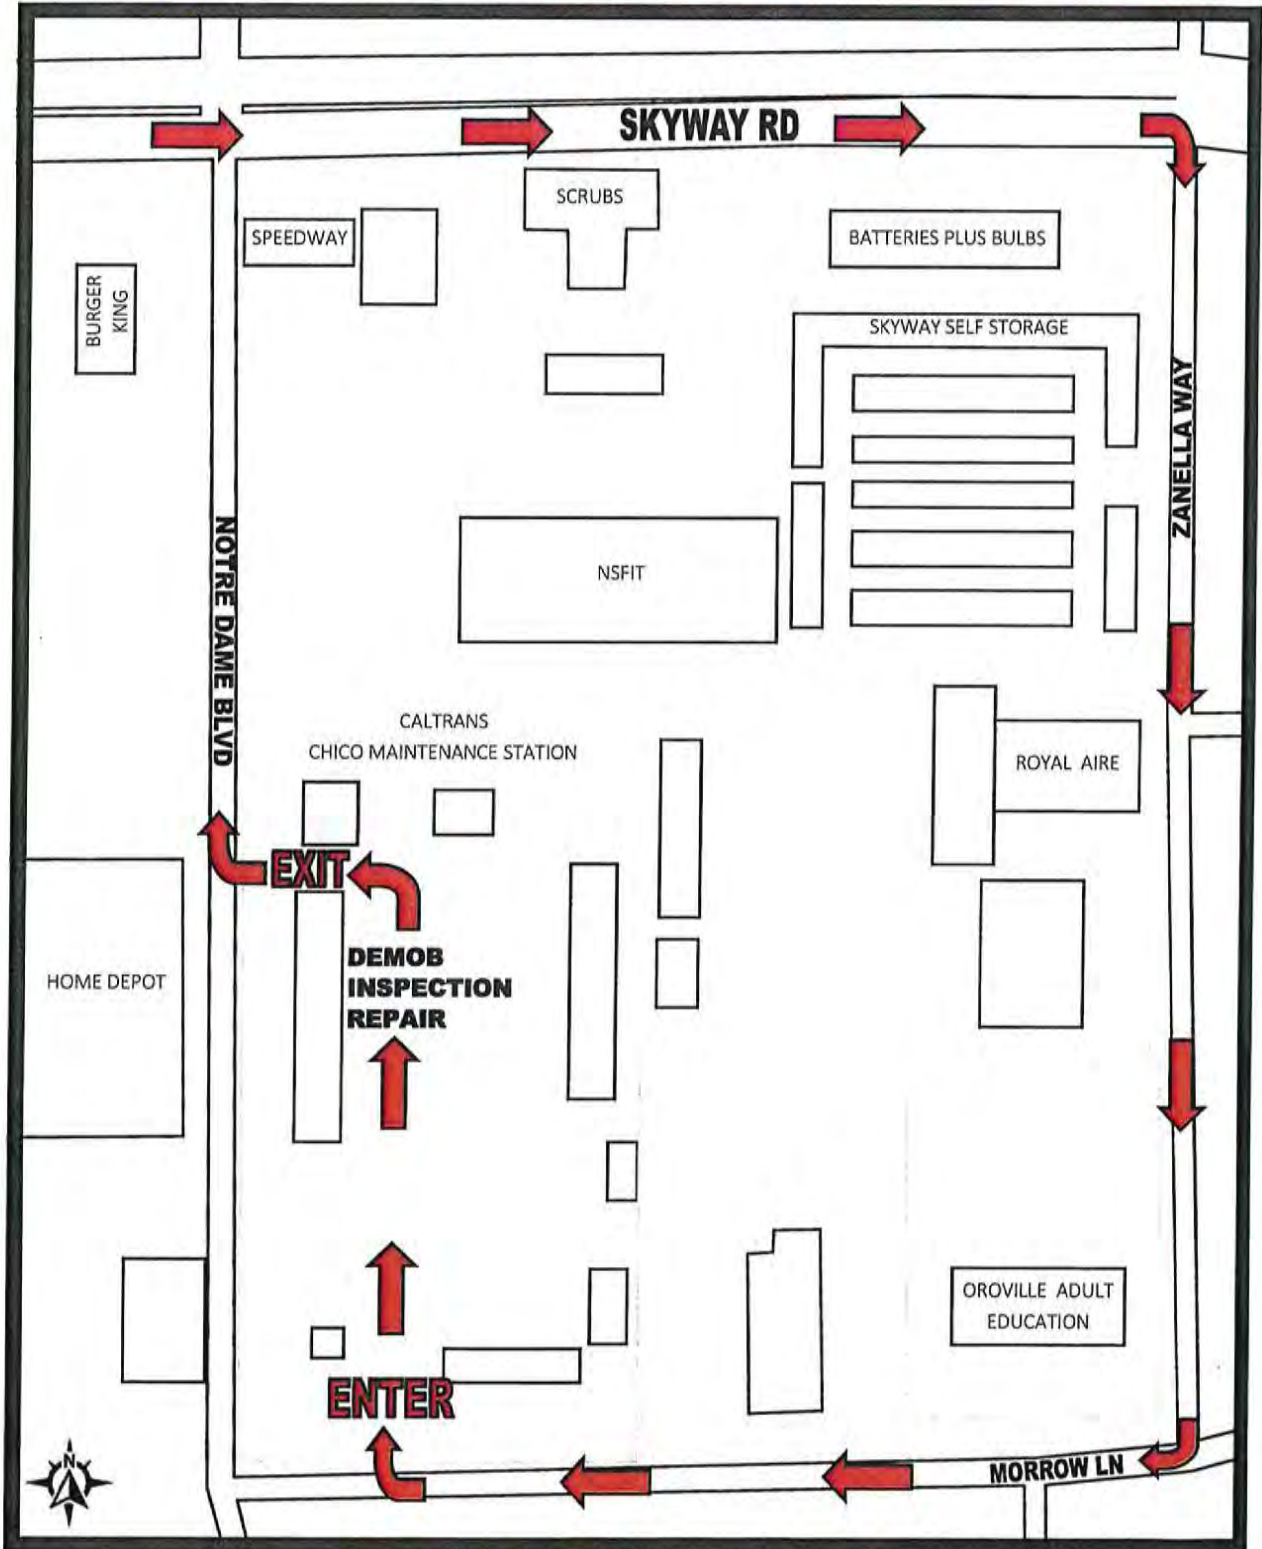 SKYWAY RD
SCRUBS
SPEEDWAY
BATTERIES PLUS BULBS
BURGER
KING
SKYWAY SELF STORAGE
ZANELLA WAY
NOTRE DAME BLVD
NSFIT
CALTRANS
CHICO MAINTENANCE STATION
ROYAL AIRE
EXIT
HOME DEPOT
DEMOB
INSPECTION
REPAIR
OROVILLE ADULT
EDUCATION
ENTER
MORROW LN
N